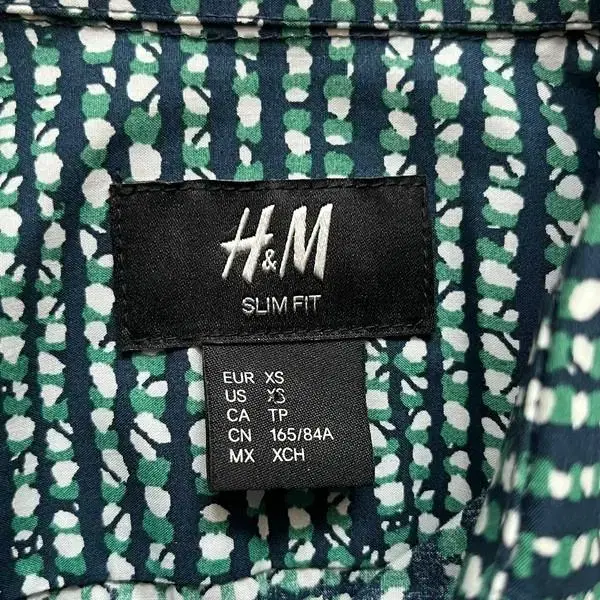 H&M
SLIM FIT
EUR XS
US XS
CA TP
CN 165/84A
MX XCH